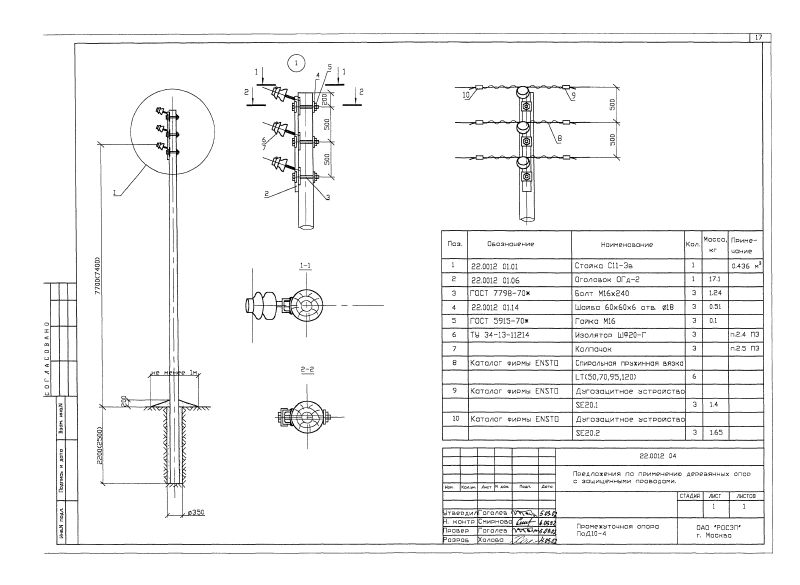 17
1
1
1
2
2
5
4
200
500
500
6
2
3
10
9
8
500
500
1
7700(7400)
1-1
2-2
не менее 1м
200
2200(2500)
ø350
СОГЛАСОВАНО
Взам. инв.N
Подпись и дата
Инв.N подл.
Поз. Обозначение Наименование Кол. Масса, кг Приме-чание
1 22.0012 01.01 Стойка С11-3в 1 0.436 м³
2 22.0012 01.06 Оголовок ОГд-2 1 17.1
3 ГОСТ 7798-70* Болт М16х240 3 1.24
4 22.0012 01.14 Шайба 60х60х6 отв. ø18 3 0.51
5 ГОСТ 5915-70* Гайка М16 3 0.1
6 ТУ 34-13-11214 Изолятор ШФ20-Г 3 п.2.4 ПЗ
7 Колпачок 3 п.2.5 ПЗ
8 Каталог фирмы ENSTO Спиральная пружинная вязка
LT(50,70,95,120) 6
9 Каталог фирмы ENSTO Дугозащитное устройство
SE20.1 3 1.4
10 Каталог фирмы ENSTO Дугозащитное устройство
SE20.2 3 1.65
22.0012 04
Предложения по применению деревянных опор
с защищенными проводами.
Изм. Кол.уч. Лист N док. Подп. Дата
СТАДИЯ ЛИСТ ЛИСТОВ
1 1
Утвердил Гоголев
Н. контр Смирнова
Провер Гоголев
Разраб Холова
Промежуточная опора
ПоД10-4
ОАО "РОСЭП"
г. Москва